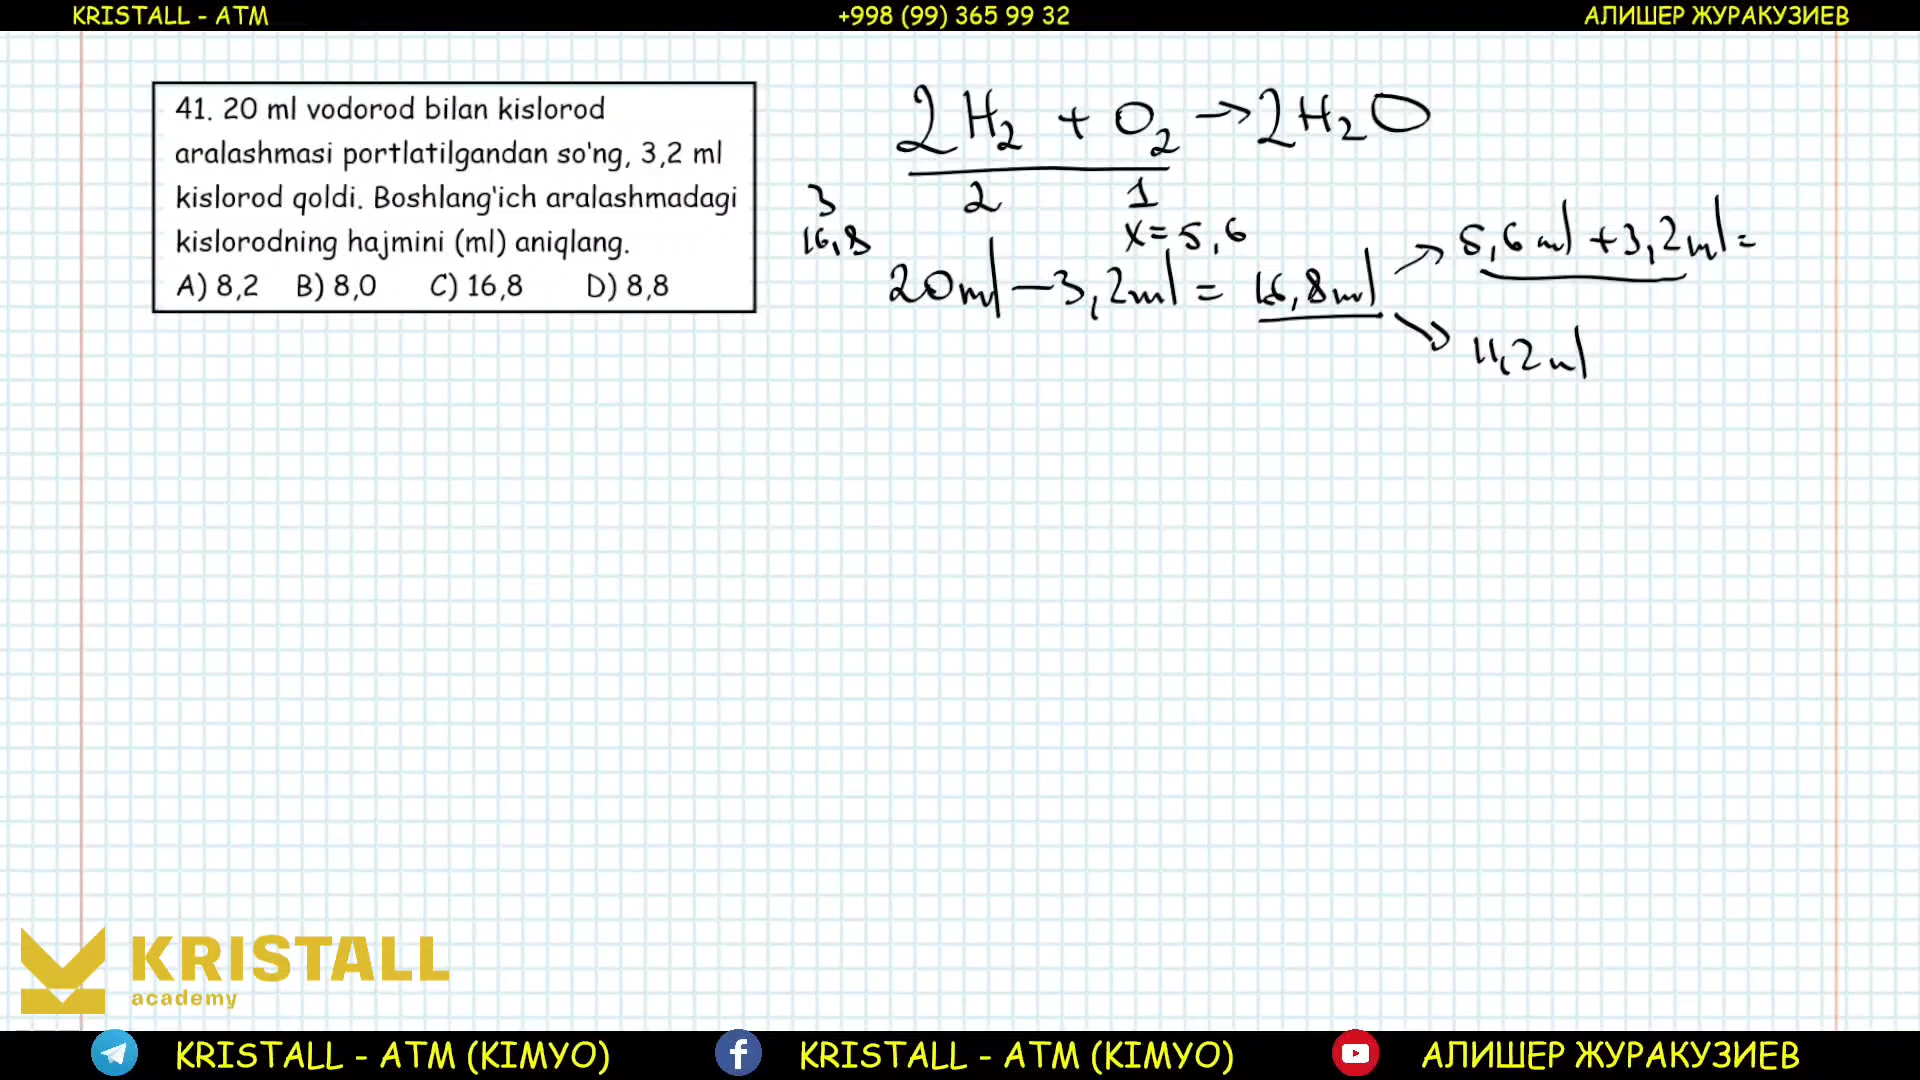 KRISTALL - ATM
+998 (99) 365 99 32
АЛИШЕР ЖУРАКУЗИЕВ
41. 20 ml vodorod bilan kislorod
aralashmasi portlatilgandan so'ng, 3,2 ml
kislorod qoldi. Boshlang'ich aralashmadagi
kislorodning hajmini (ml) aniqlang.
A) 8,2 B) 8,0 C) 16,8 D) 8,8
2H₂ + O₂ → 2H₂O
3 2 1
16,8 x = 5,6
20ml - 3,2ml = 16,8ml
5,6ml + 3,2ml =
11,2ml
KRISTALL
academy
KRISTALL - ATM (KIMYO)
KRISTALL - ATM (KIMYO)
АЛИШЕР ЖУРАКУЗИЕВ